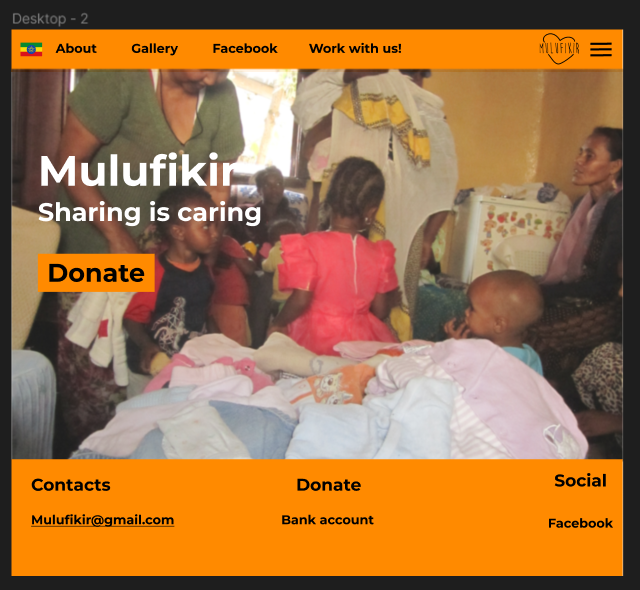 Desktop - 2
About Gallery Facebook Work with us!
MULUFIKIR
Mulufikir
Sharing is caring
Donate
Contacts Donate Social
Mulufikir@gmail.com Bank account Facebook